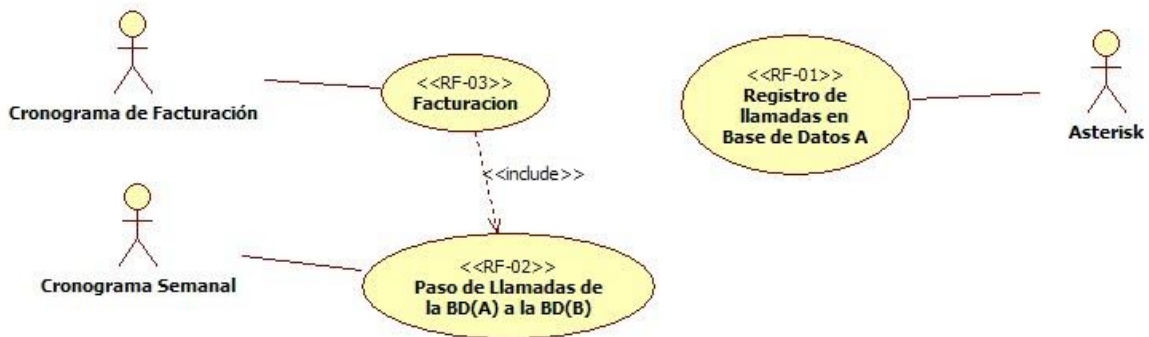 <<RF-03>>
Facturacion
Cronograma de Facturación
<<include>>
Cronograma Semanal
<<RF-02>>
Paso de Llamadas de
la BD(A) a la BD(B)
<<RF-01>>
Registro de
llamadas en
Base de Datos A
Asterisk